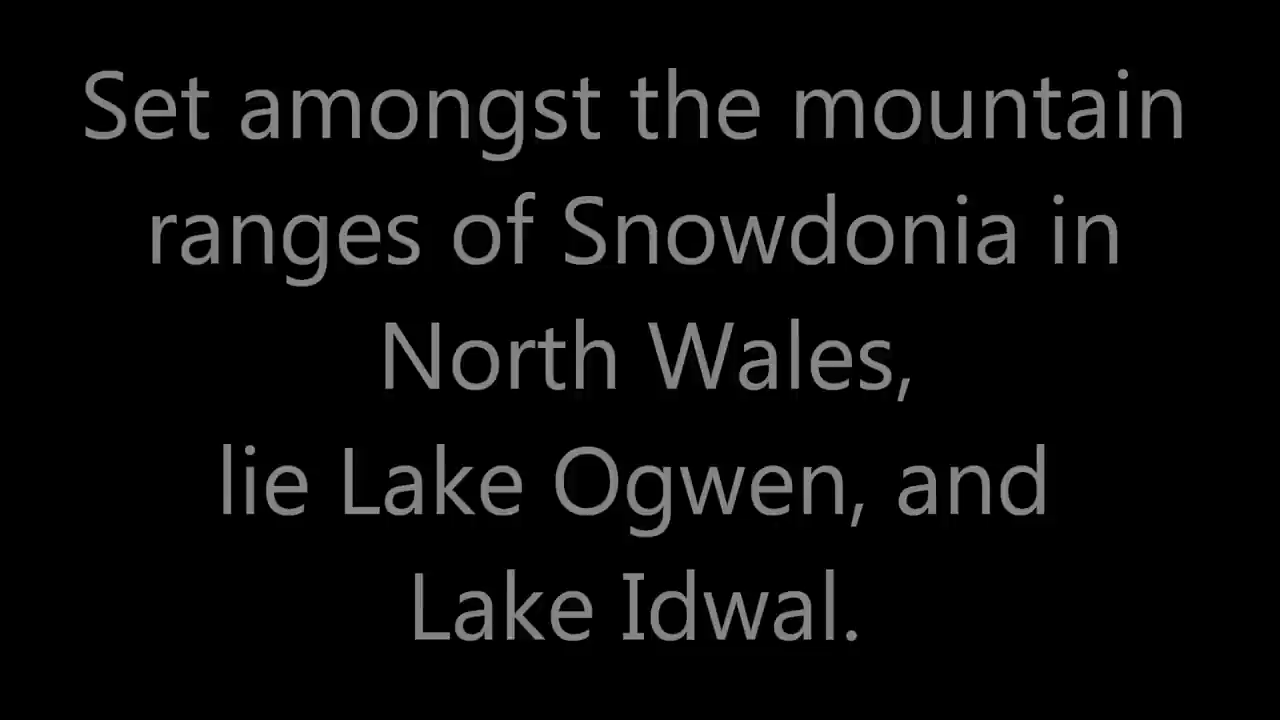 Set amongst the mountain
ranges of Snowdonia in
North Wales,
lie Lake Ogwen, and
Lake Idwal.